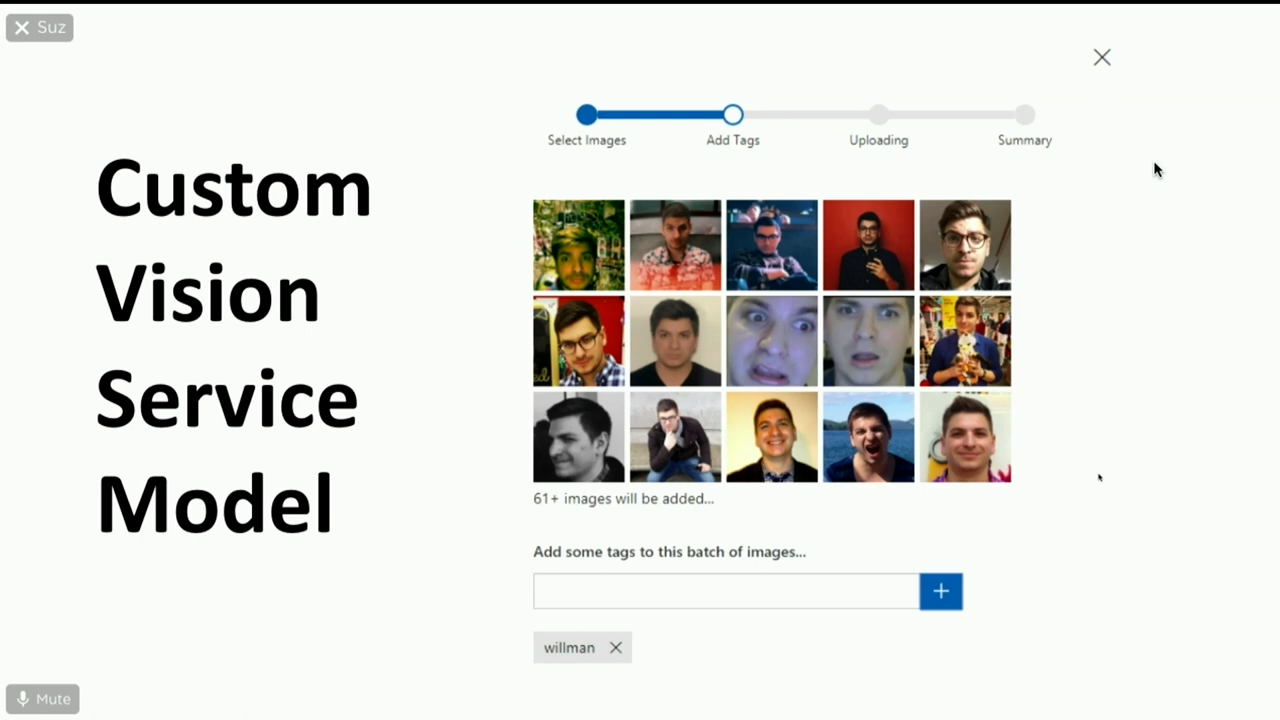 Suz
Select Images
Add Tags
Uploading
Summary
Custom
Vision
Service
Model
61+ images will be added...
Add some tags to this batch of images...
willman
Mute